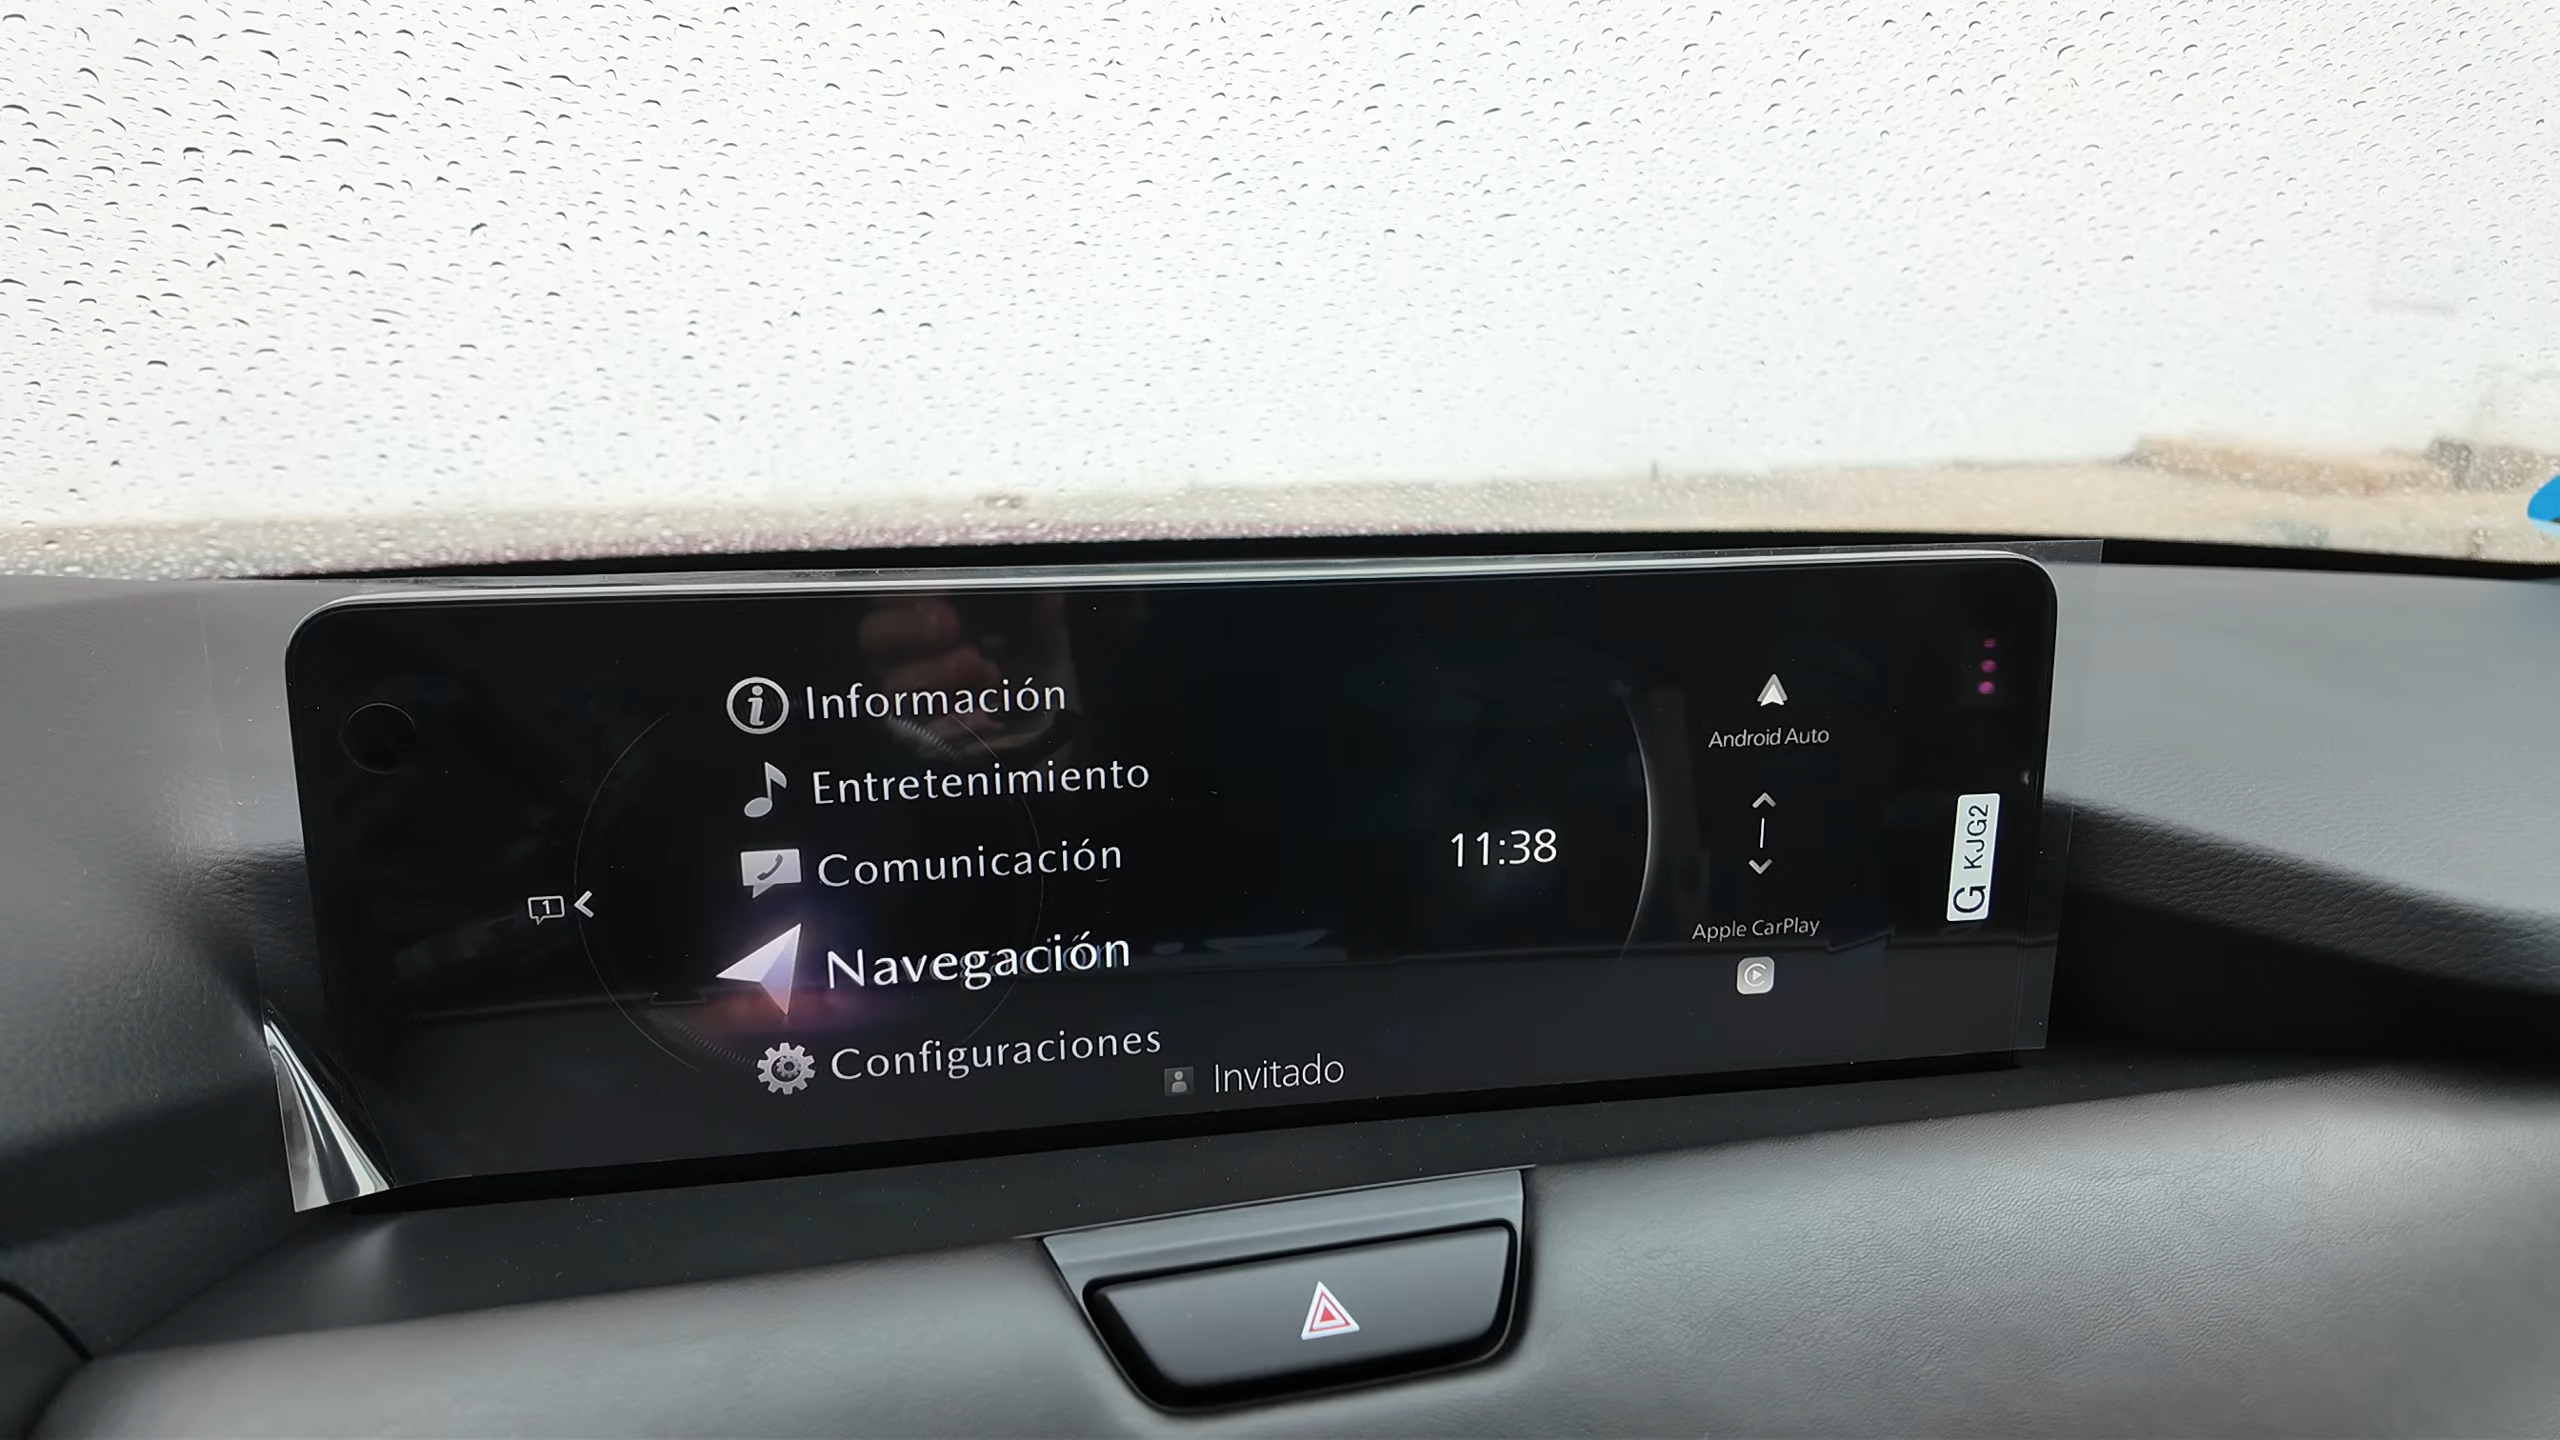 Información
Entretenimiento
Comunicación
Navegación
Configuraciones
1
11:38
Invitado
Android Auto
Apple CarPlay
G KJG2